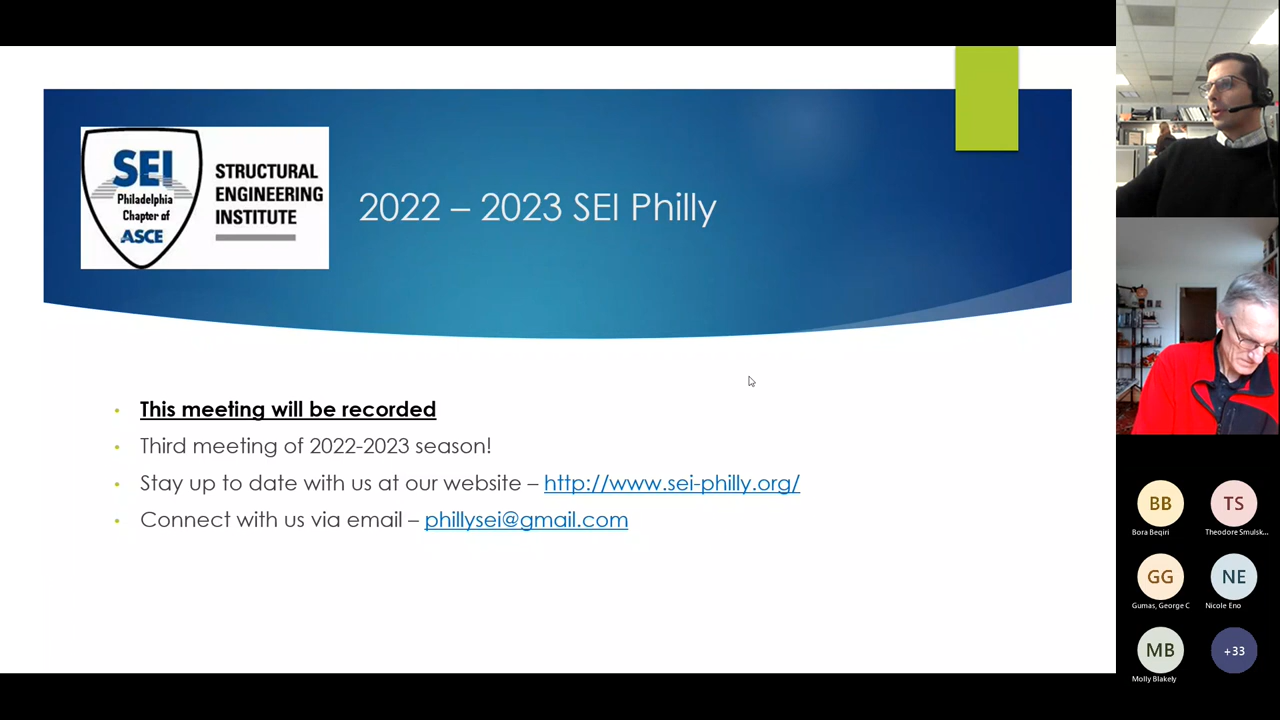 SEI
Philadelphia
Chapter of
ASCE
STRUCTURAL
ENGINEERING
INSTITUTE
2022 – 2023 SEI Philly
This meeting will be recorded
Third meeting of 2022-2023 season!
Stay up to date with us at our website – http://www.sei-philly.org/
Connect with us via email – phillysei@gmail.com
BB
TS
Bora Beqiri
Theodore Smulsk...
GG
NE
Gumas, George C
Nicole Eno
MB
+33
Molly Blakely